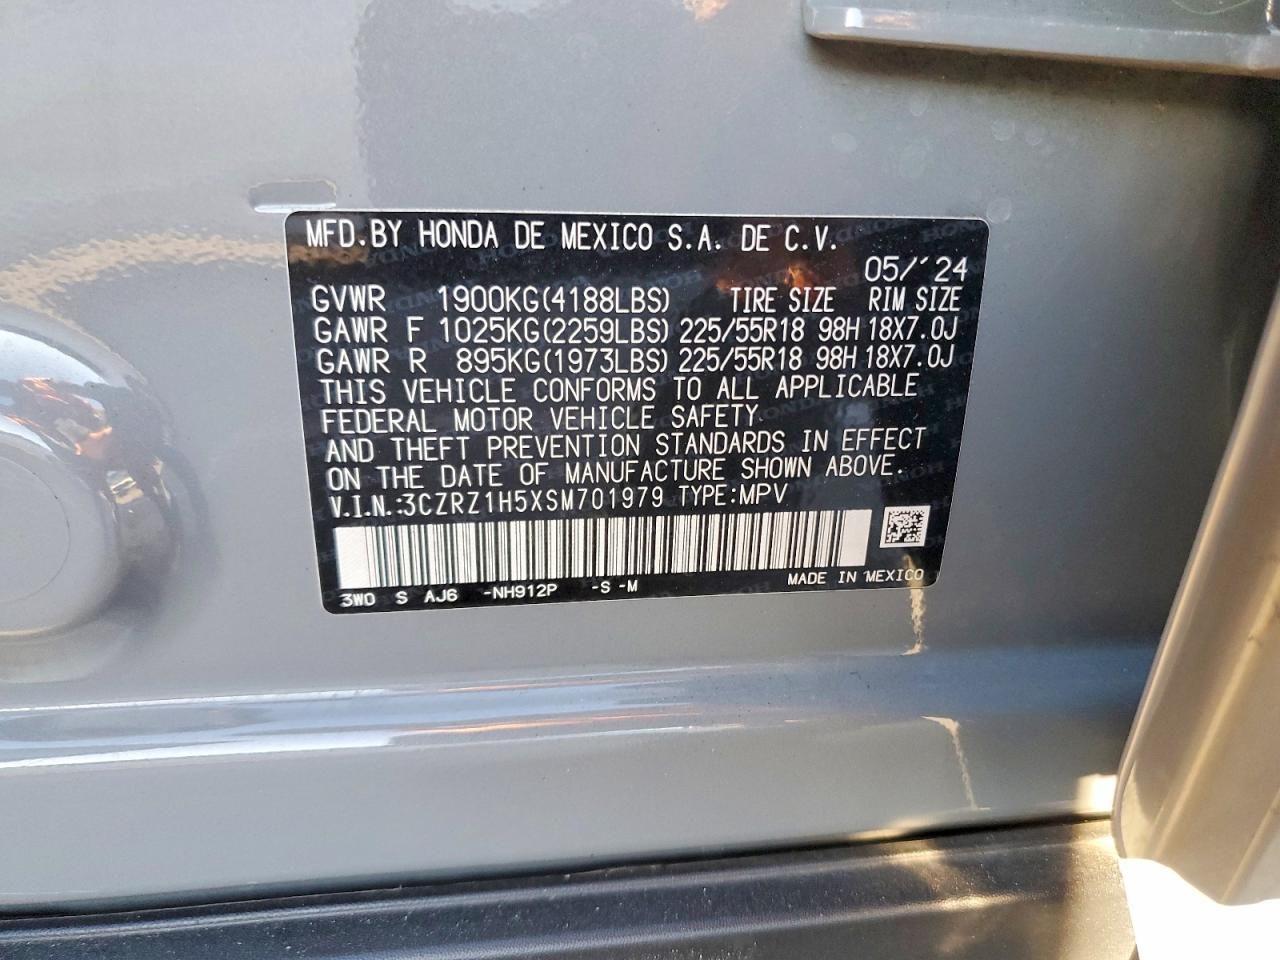 MFD.BY HONDA DE MEXICO S.A. DE C.V.
05/´24
GVWR 1900KG(4188LBS) TIRE SIZE RIM SIZE
GAWR F 1025KG(2259LBS) 225/55R18 98H 18X7.0J
GAWR R 895KG(1973LBS) 225/55R18 98H 18X7.0J
THIS VEHICLE CONFORMS TO ALL APPLICABLE
FEDERAL MOTOR VEHICLE SAFETY
AND THEFT PREVENTION STANDARDS IN EFFECT
ON THE DATE OF MANUFACTURE SHOWN ABOVE.
V.I.N.:3CZRZ1H5XSM701979 TYPE:MPV
MADE IN MEXICO
3W0 S AJ6 -NH912P -S -M